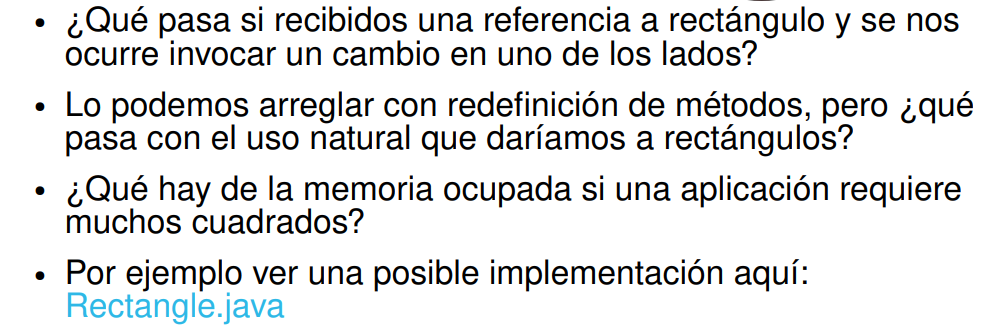 • ¿Qué pasa si recibidos una referencia a rectángulo y se nos
ocurre invocar un cambio en uno de los lados?
• Lo podemos arreglar con redefinición de métodos, pero ¿qué
pasa con el uso natural que daríamos a rectángulos?
• ¿Qué hay de la memoria ocupada si una aplicación requiere
muchos cuadrados?
• Por ejemplo ver una posible implementación aquí:
Rectangle.java